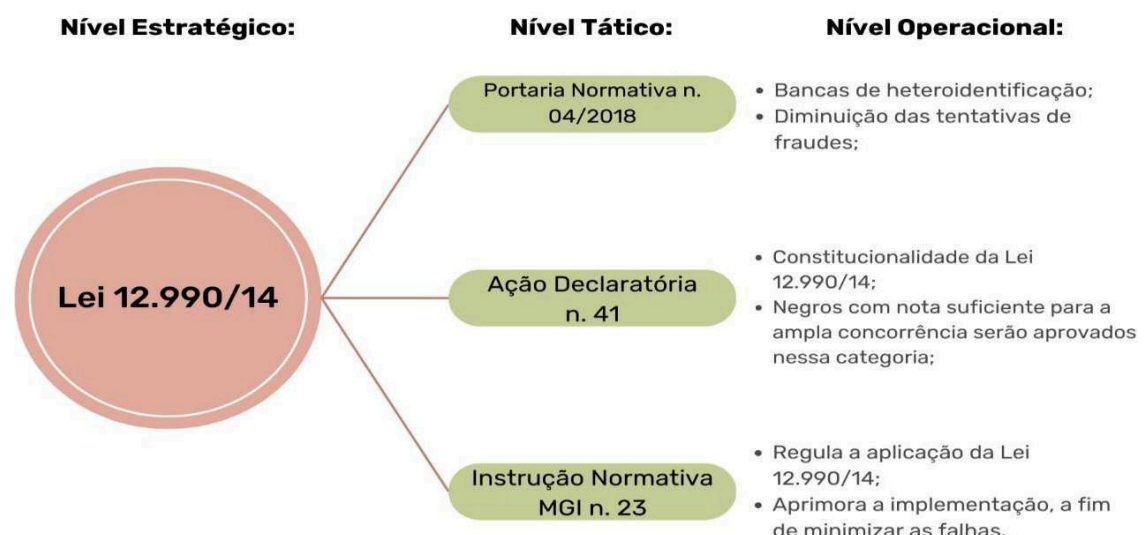 Nível Estratégico:
Nível Tático:
Nível Operacional:
Lei 12.990/14
Portaria Normativa n.
04/2018
• Bancas de heteroidentificação;
• Diminuição das tentativas de
fraudes;
Ação Declaratória
n. 41
• Constitucionalidade da Lei
12.990/14;
• Negros com nota suficiente para a
ampla concorrência serão aprovados
nessa categoria;
Instrução Normativa
MGI n. 23
• Regula a aplicação da Lei
12.990/14;
• Aprimora a implementação, a fim
de minimizar as falhas.